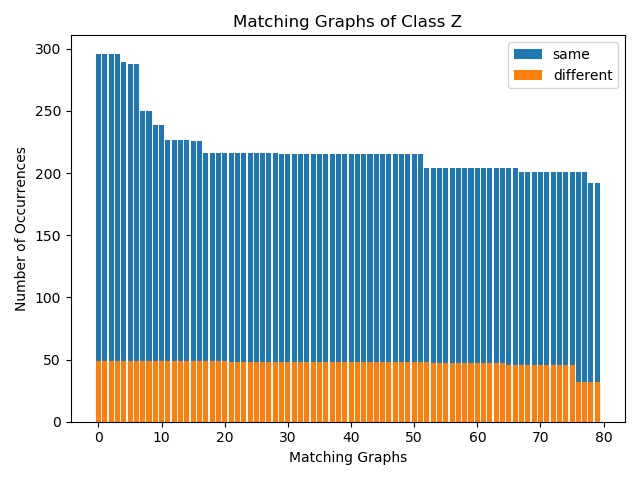 Matching Graphs of Class Z
same
different
Number of Occurrences
300
250
200
150
100
50
0
0 10 20 30 40 50 60 70 80
Matching Graphs